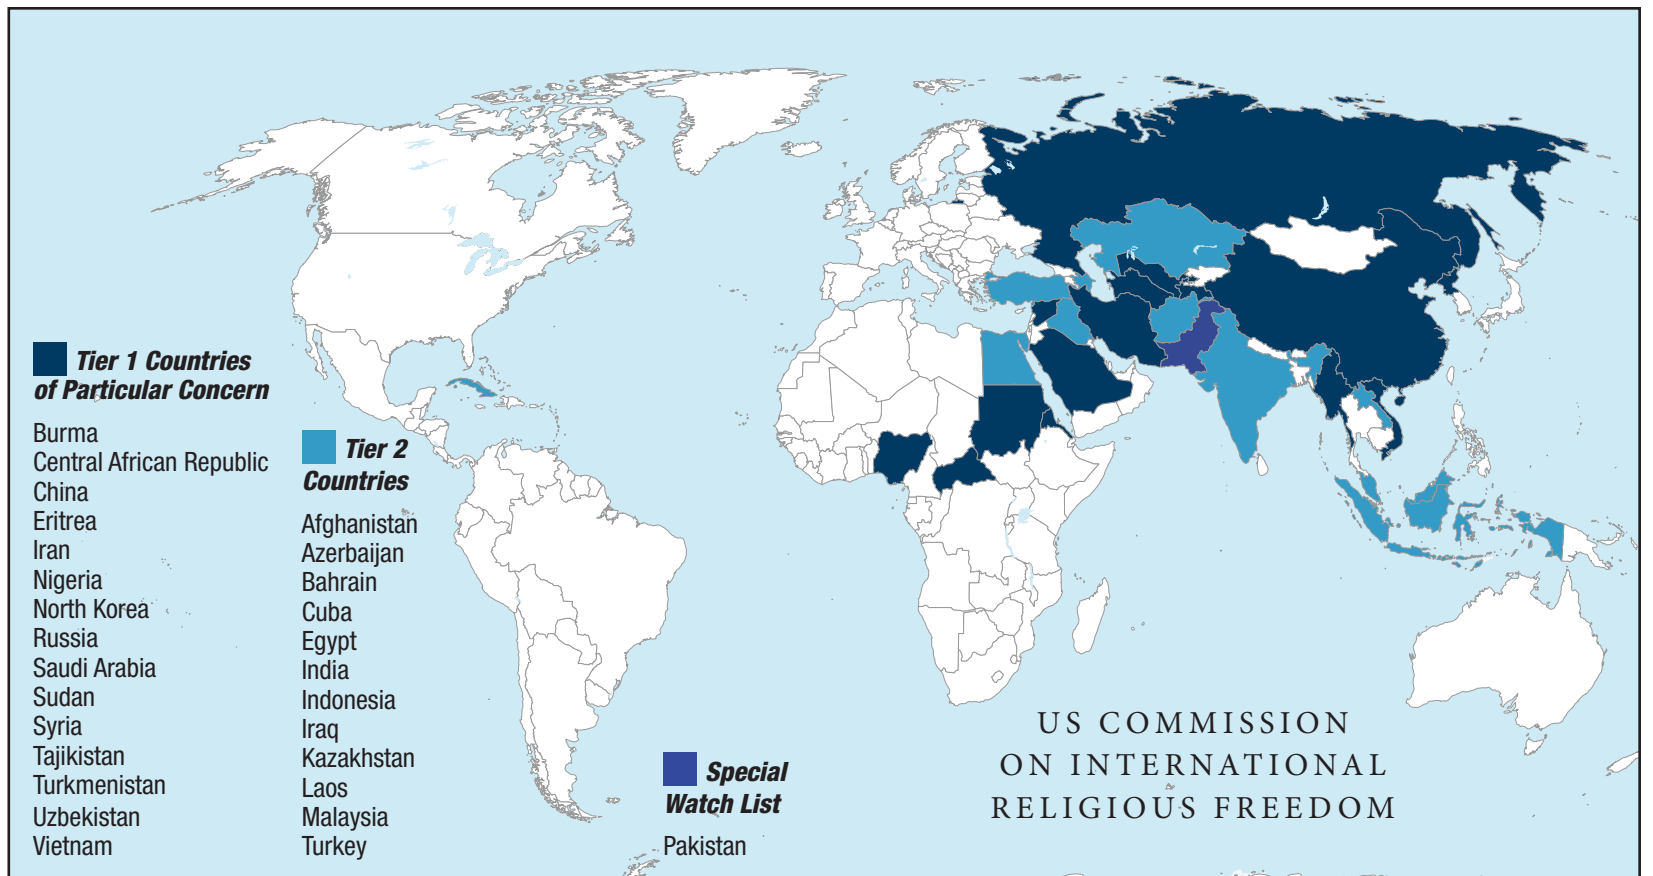 Tier 1 Countries
of Particular Concern
Burma
Central African Republic
China
Eritrea
Iran
Nigeria
North Korea
Russia
Saudi Arabia
Sudan
Syria
Tajikistan
Turkmenistan
Uzbekistan
Vietnam
Tier 2
Countries
Afghanistan
Azerbaijan
Bahrain
Cuba
Egypt
India
Indonesia
Iraq
Kazakhstan
Laos
Malaysia
Turkey
Special
Watch List
Pakistan
US COMMISSION
ON INTERNATIONAL
RELIGIOUS FREEDOM